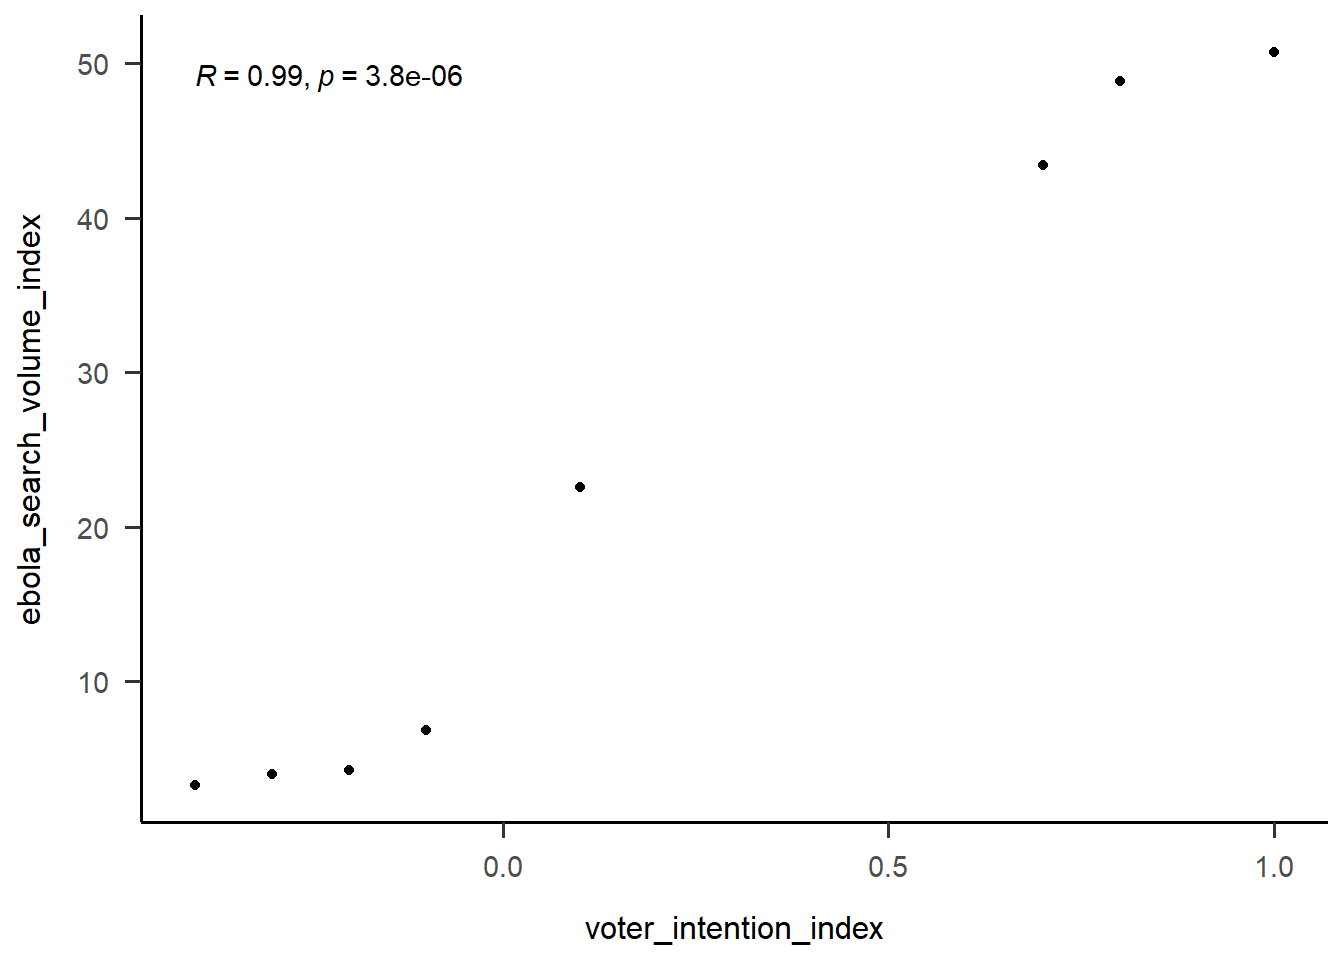 R = 0.99, p = 3.8e-06
50
40
30
20
10
ebola_search_volume_index
0.0 0.5 1.0
voter_intention_index